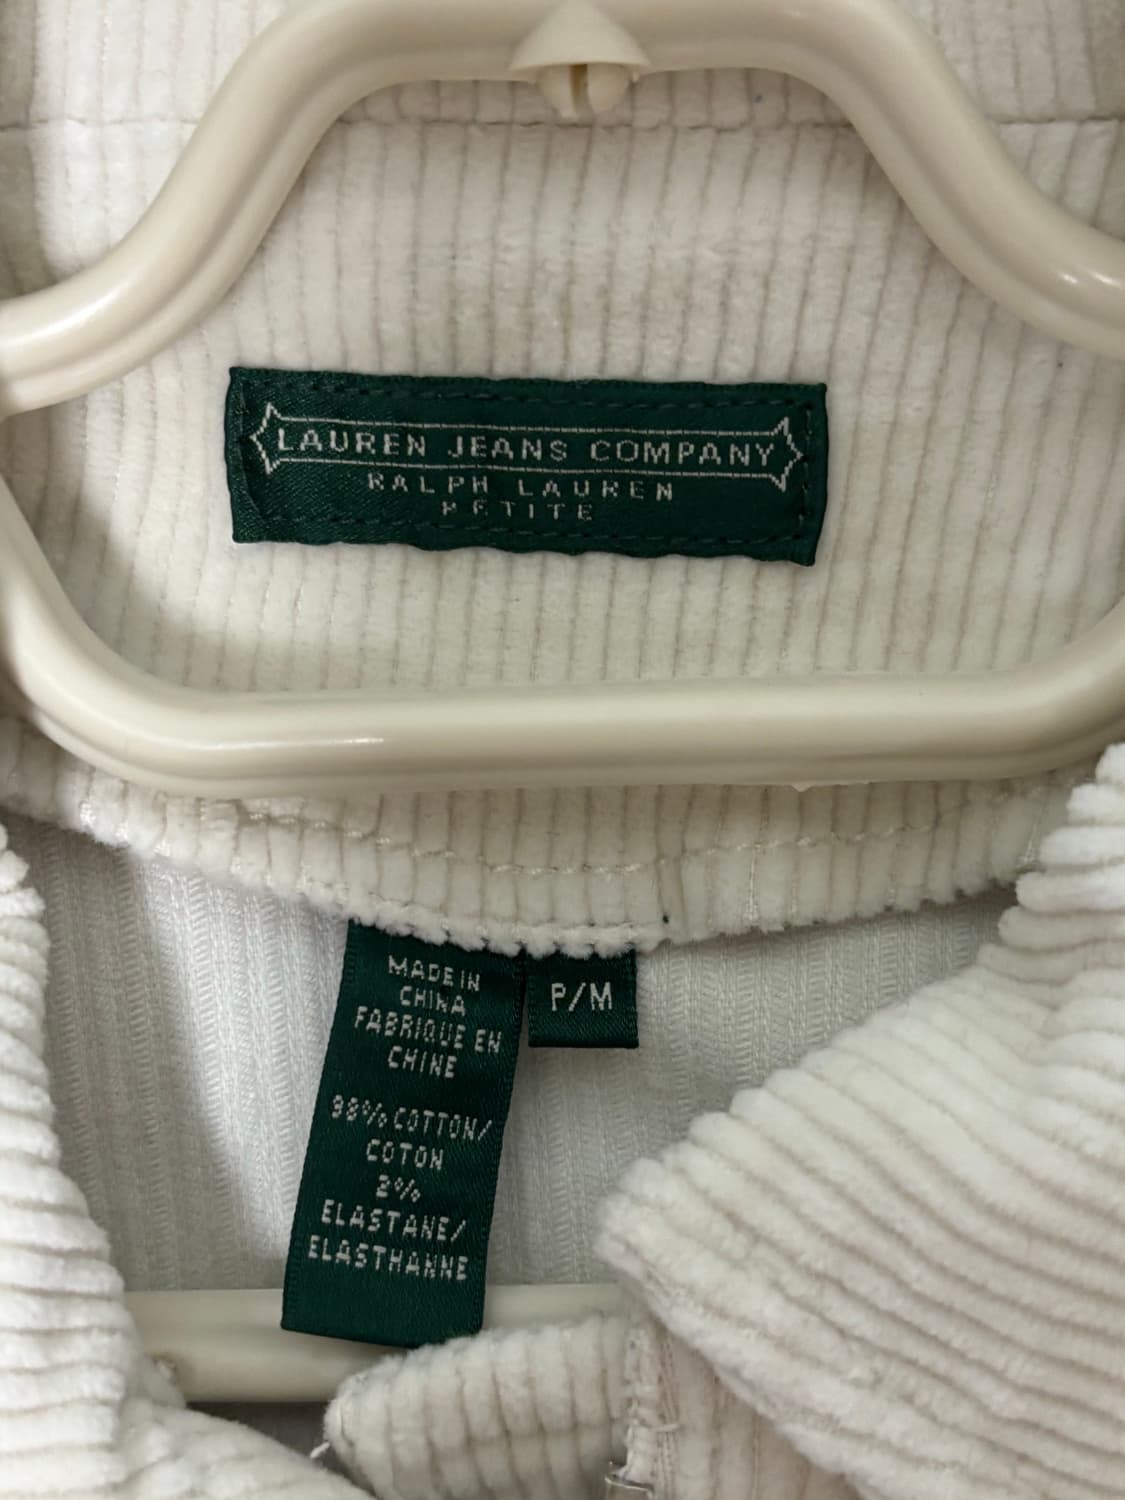 LAUREN JEANS COMPANY
RALPH LAUREN
PETITE
MADE IN
CHINA
FABRIQUE EN
CHINE
98% COTTON/
COTON
2%
ELASTANE/
ELASTHANNE
P/M